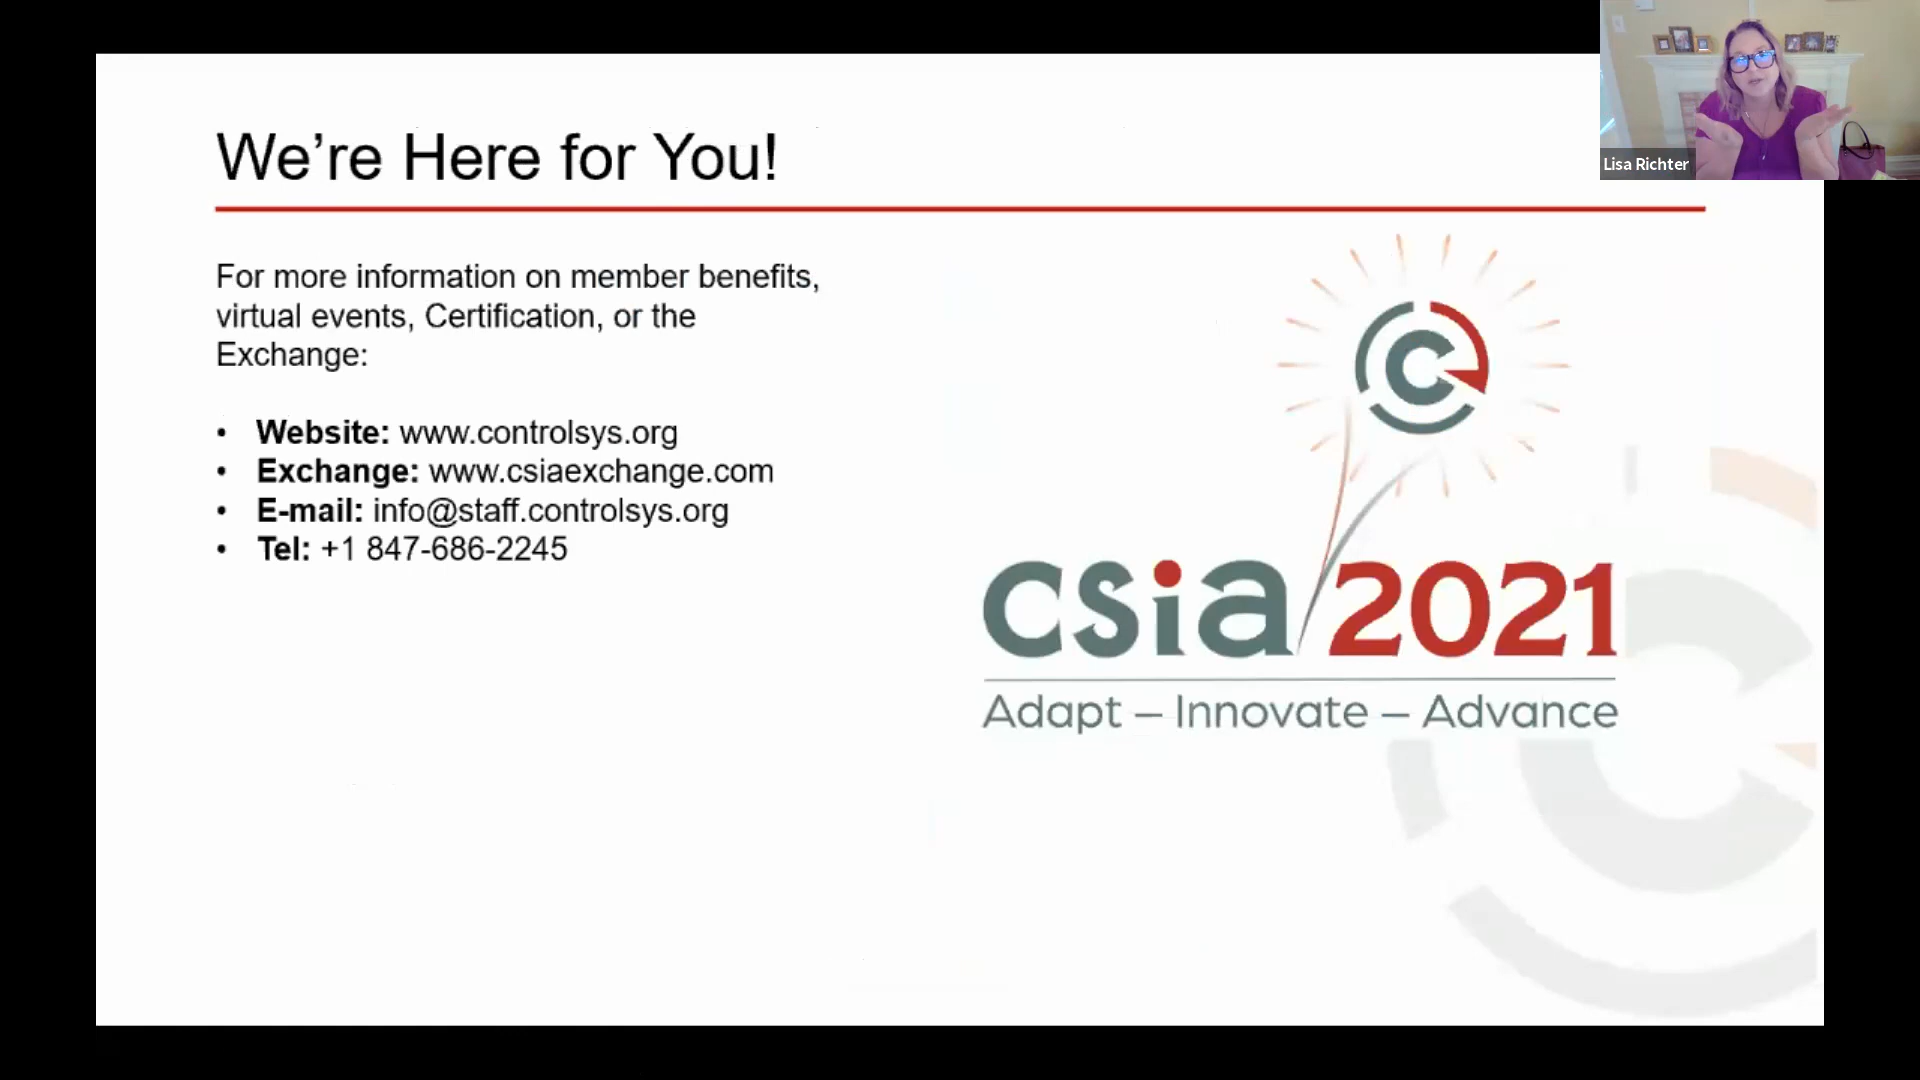 We’re Here for You!
Lisa Richter
For more information on member benefits,
virtual events, Certification, or the
Exchange:
• Website: www.controlsys.org
• Exchange: www.csiaexchange.com
• E-mail: info@staff.controlsys.org
• Tel: +1 847-686-2245
csia 2021
Adapt – Innovate – Advance